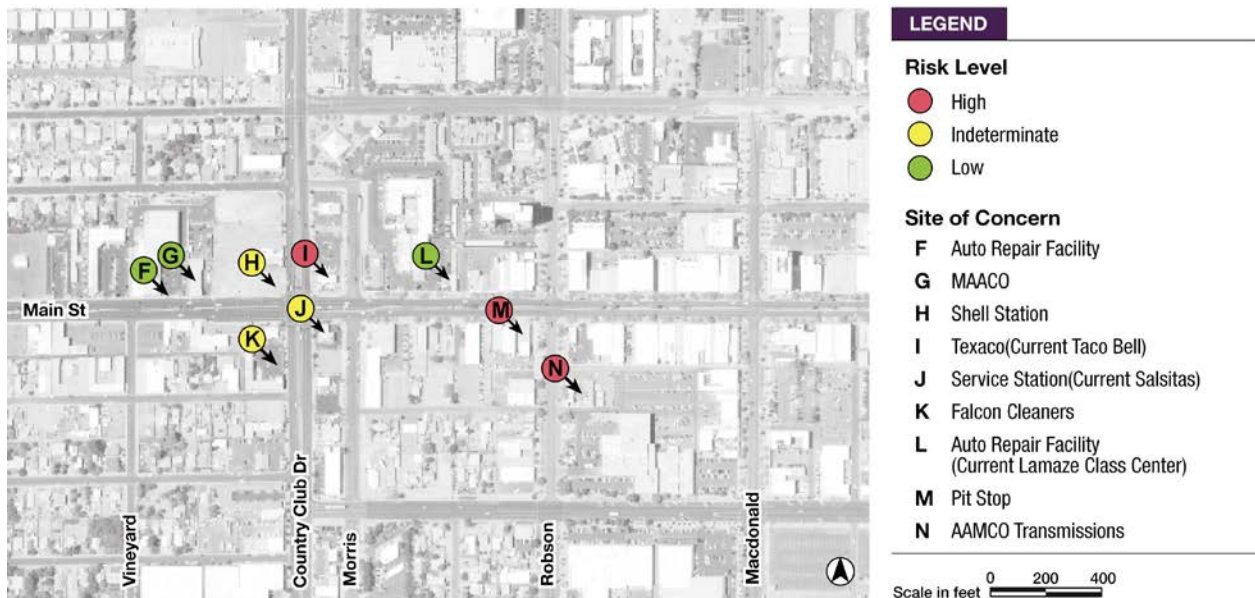 F
G
H
I
J
K
L
M
N
Main St
Vineyard
Country Club Dr
Morris
Robson
Macdonald
LEGEND
Risk Level
High
Indeterminate
Low
Site of Concern
F Auto Repair Facility
G MAACO
H Shell Station
I Texaco(Current Taco Bell)
J Service Station(Current Salsitas)
K Falcon Cleaners
L Auto Repair Facility
(Current Lamaze Class Center)
M Pit Stop
N AAMCO Transmissions
Scale in feet 0 200 400